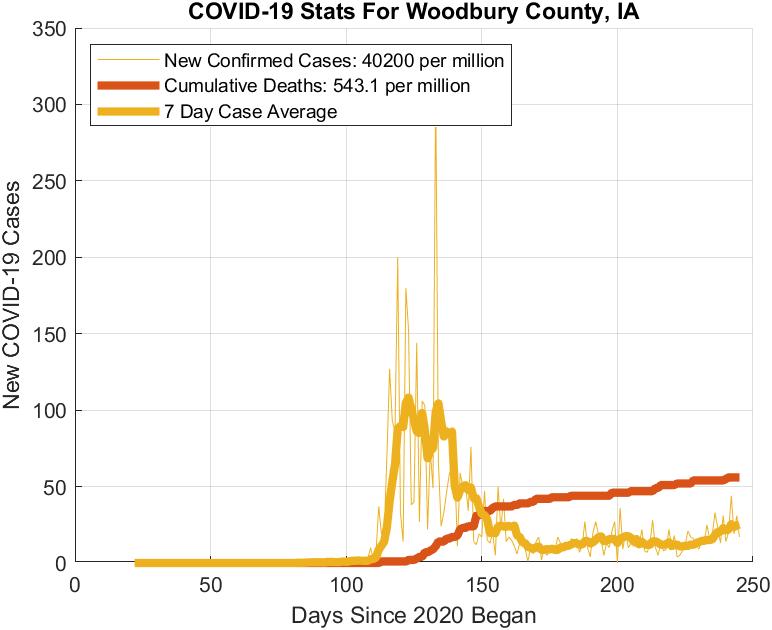 COVID-19 Stats For Woodbury County, IA
350
300
250
200
150
100
50
0
New Confirmed Cases: 40200 per million
Cumulative Deaths: 543.1 per million
7 Day Case Average
New COVID-19 Cases
0 50 100 150 200 250
Days Since 2020 Began